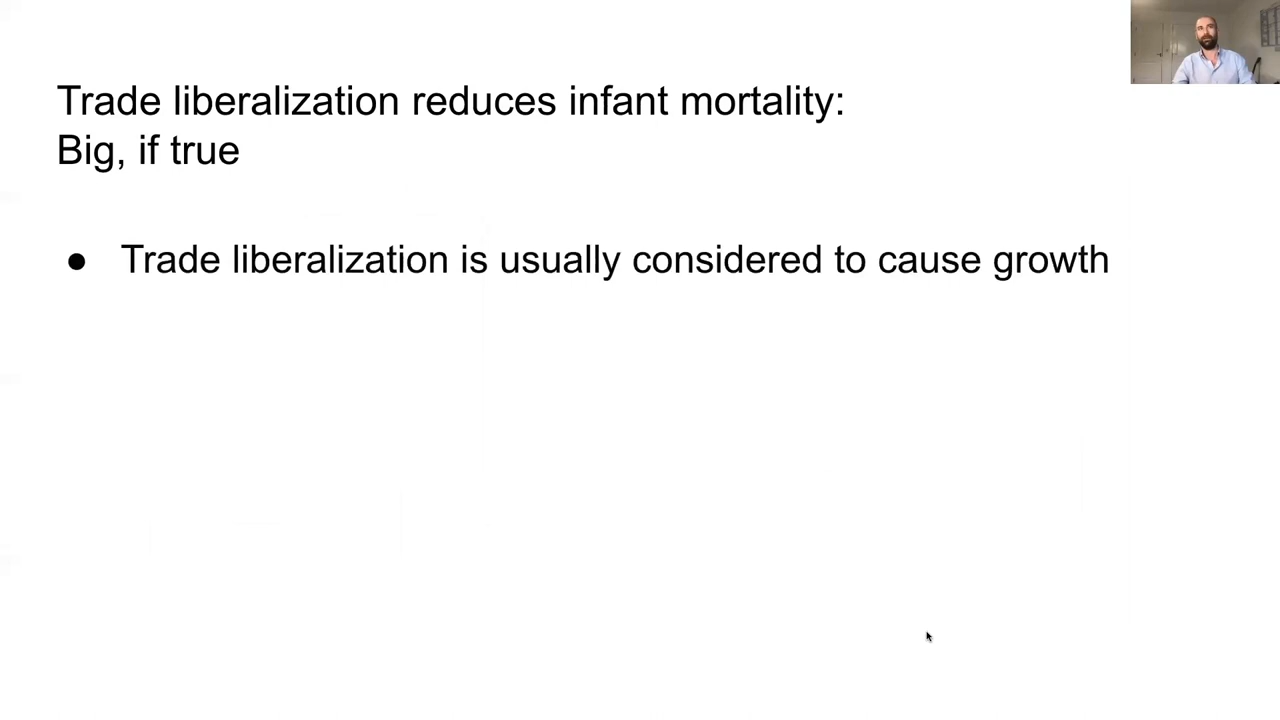 Trade liberalization reduces infant mortality:
Big, if true
● Trade liberalization is usually considered to cause growth